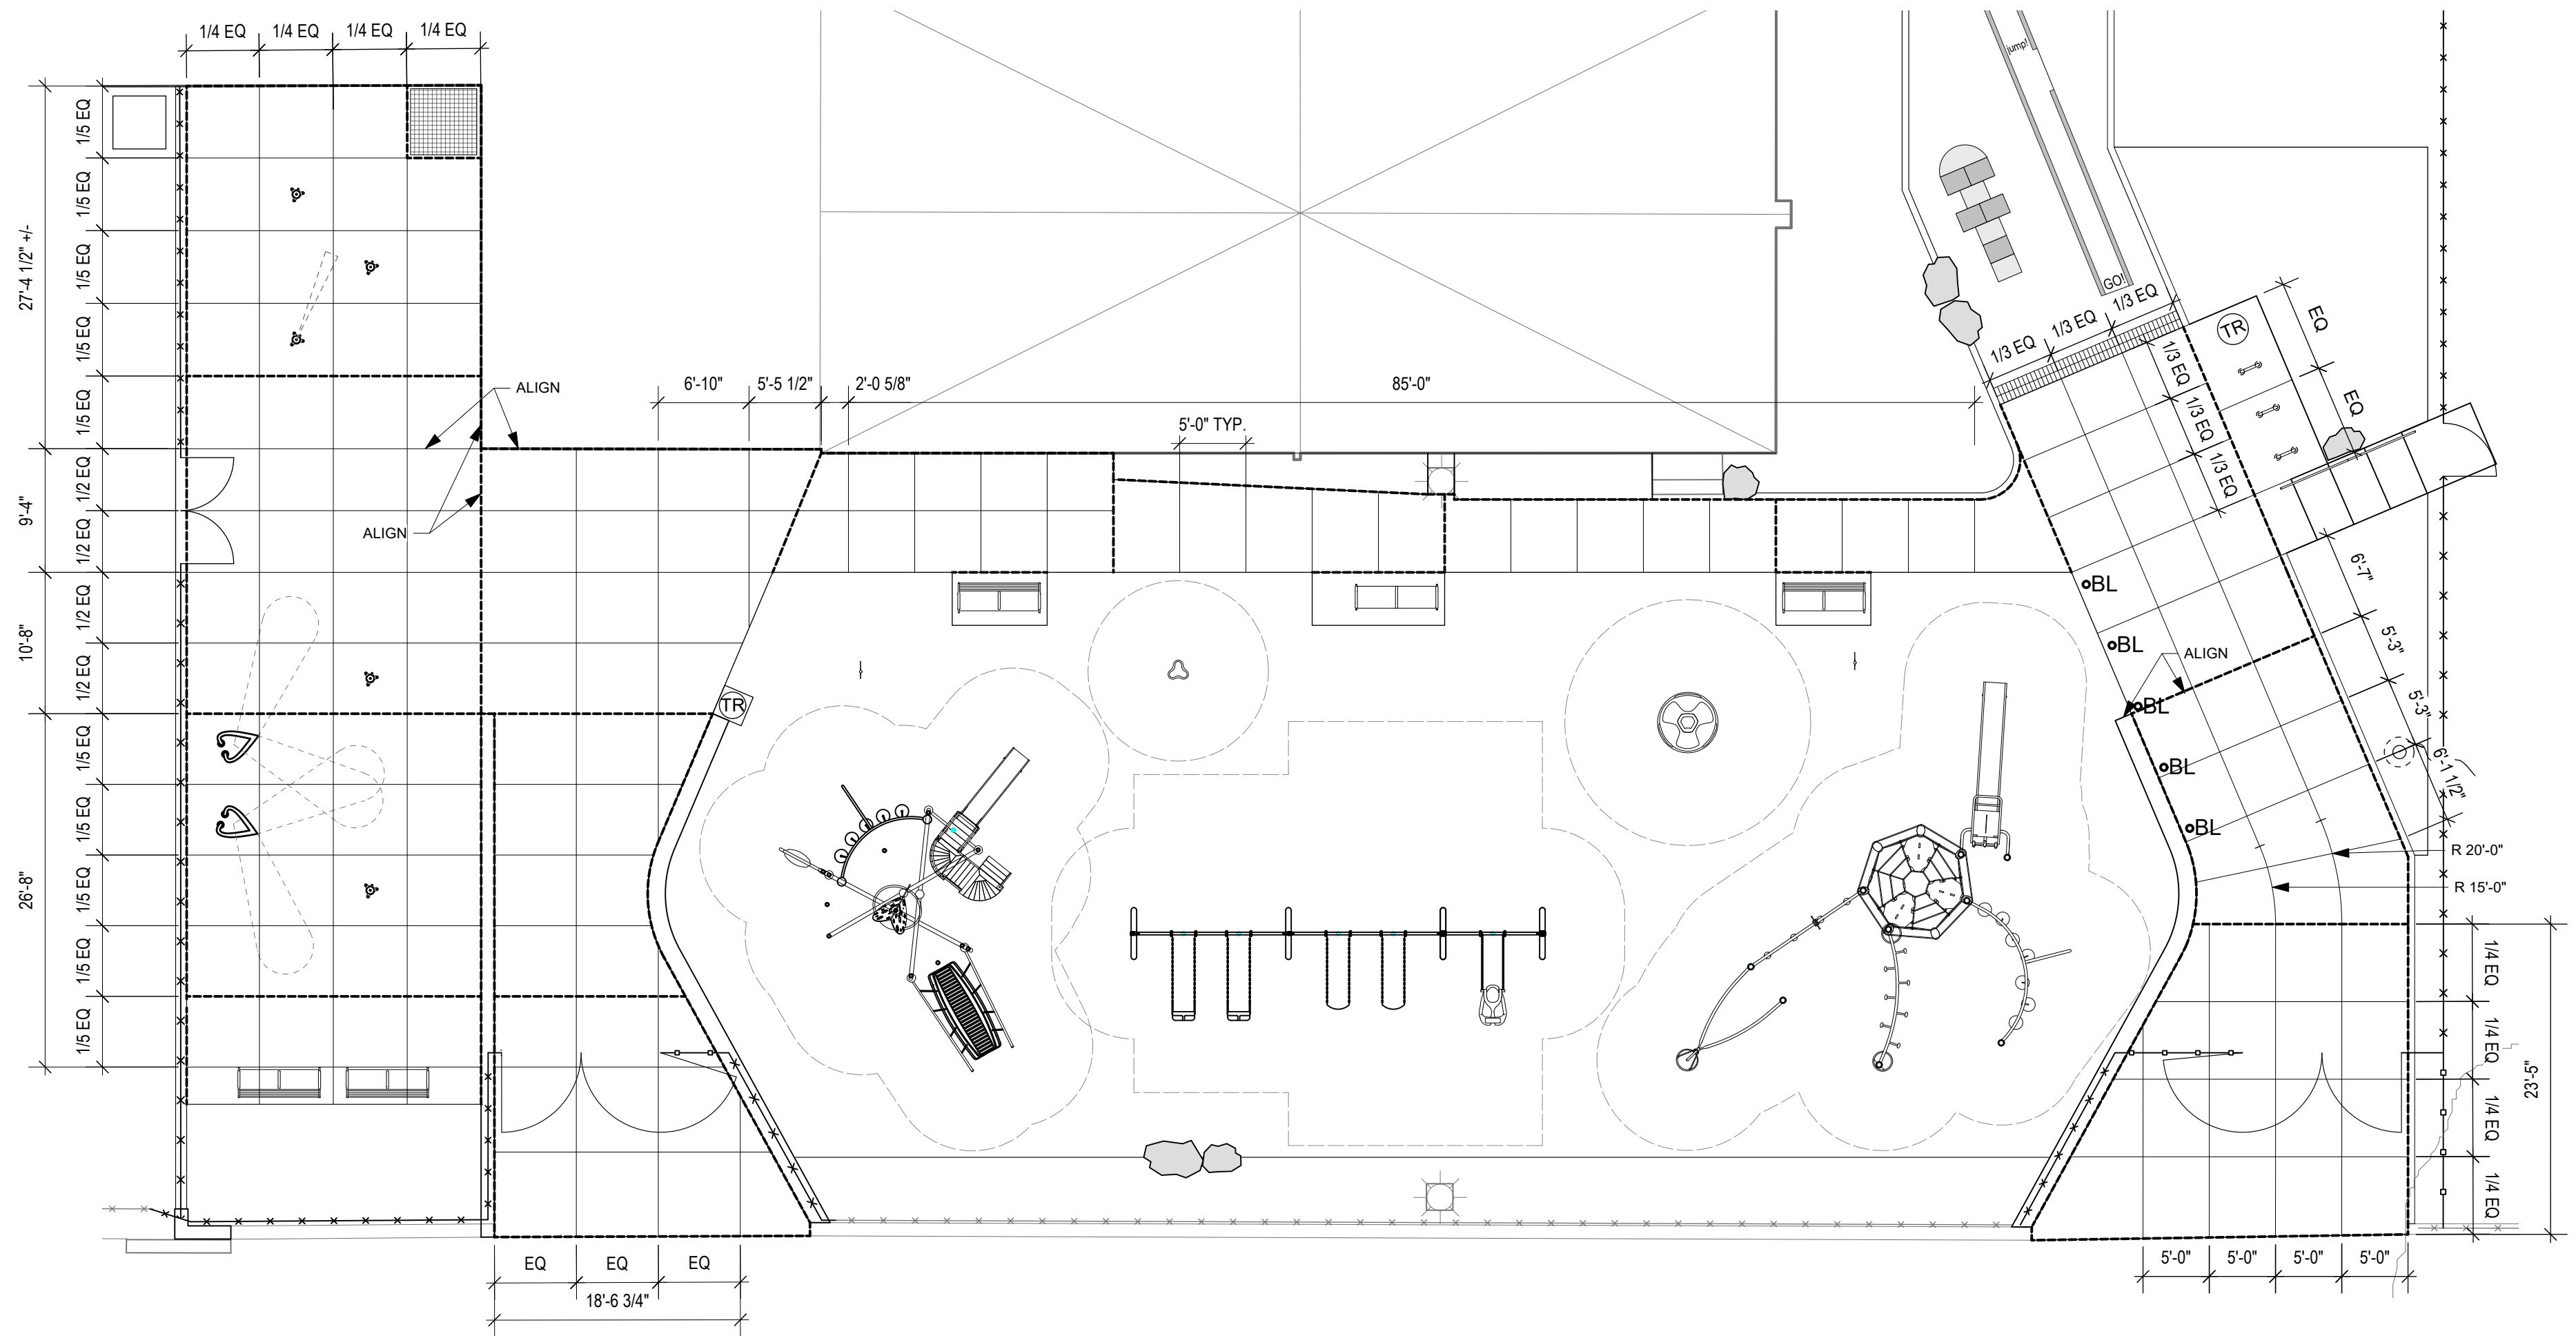 1/4 EQ 1/4 EQ 1/4 EQ 1/4 EQ
jump!
GO!
1/3 EQ 1/3 EQ 1/3 EQ
TR
EQ
EQ
1/3 EQ
1/3 EQ
1/3 EQ
27'-4 1/2" +/-
1/5 EQ
1/5 EQ
1/5 EQ
1/5 EQ
1/5 EQ
ALIGN
6'-10" 5'-5 1/2" 2'-0 5/8" 85'-0"
5'-0" TYP.
9'-4"
1/2 EQ
1/2 EQ
ALIGN
10'-8"
1/2 EQ
1/2 EQ
6'-7"
5'-3"
5'-3"
6'-1 1/2"
BL
BL
ALIGN
BL
BL
BL
TR
26'-8"
1/5 EQ
1/5 EQ
1/5 EQ
1/5 EQ
1/5 EQ
R 20'-0"
R 15'-0"
1/4 EQ
1/4 EQ
1/4 EQ
1/4 EQ
23'-5"
EQ EQ EQ
18'-6 3/4"
5'-0" 5'-0" 5'-0" 5'-0"